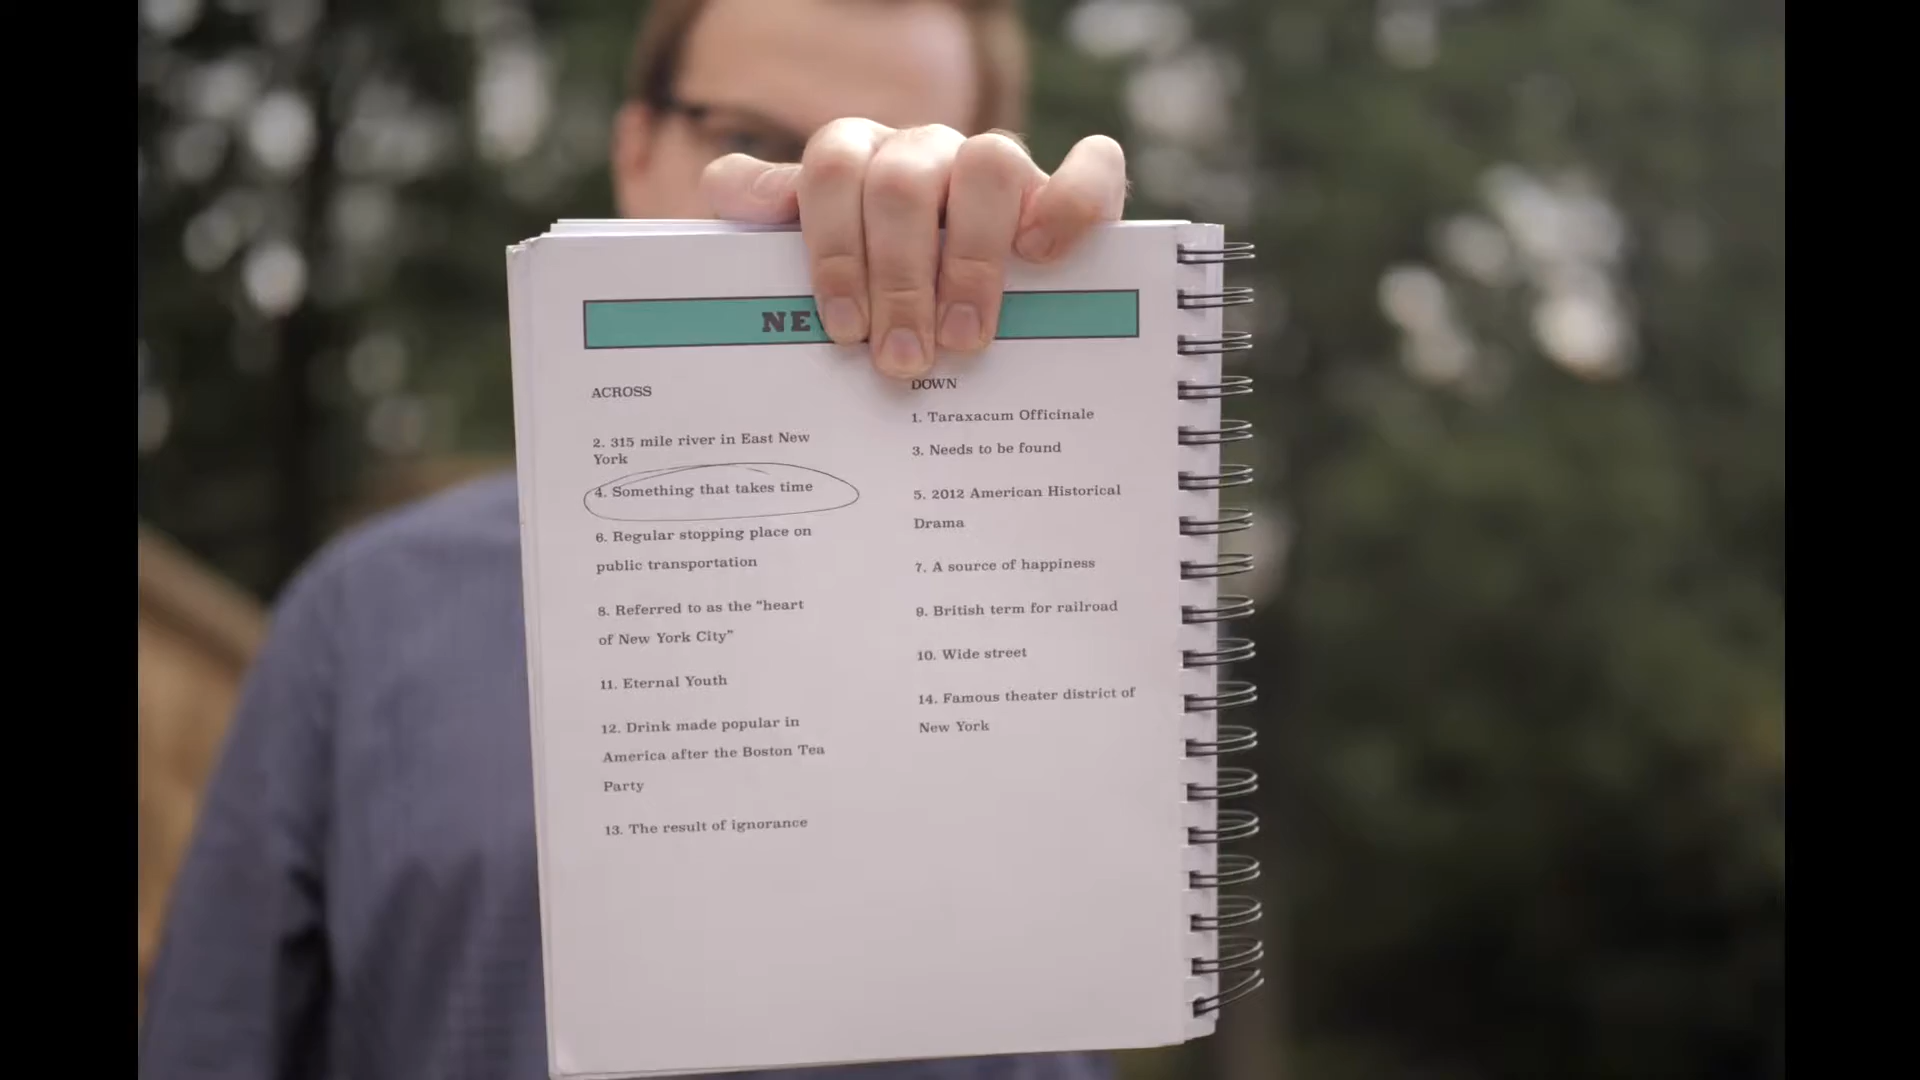 NE
ACROSS
2. 315 mile river in East New
York
4. Something that takes time
6. Regular stopping place on
public transportation
8. Referred to as the "heart
of New York City"
11. Eternal Youth
12. Drink made popular in
America after the Boston Tea
Party
13. The result of ignorance
DOWN
1. Taraxacum Officinale
3. Needs to be found
5. 2012 American Historical
Drama
7. A source of happiness
9. British term for railroad
10. Wide street
14. Famous theater district of
New York